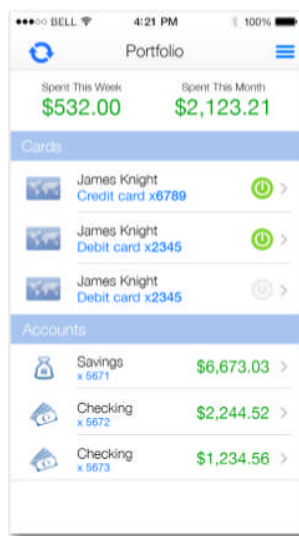 BELL 4:21 PM 100%
Portfolio
Spent This Week Spent This Month
$532.00 $2,123.21
Cards
James Knight
Credit card x6789
James Knight
Debit card x2345
James Knight
Debit card x2345
Accounts
Savings
x 5671
$6,673.03
Checking
x 5672
$2,244.52
Checking
x 5673
$1,234.56